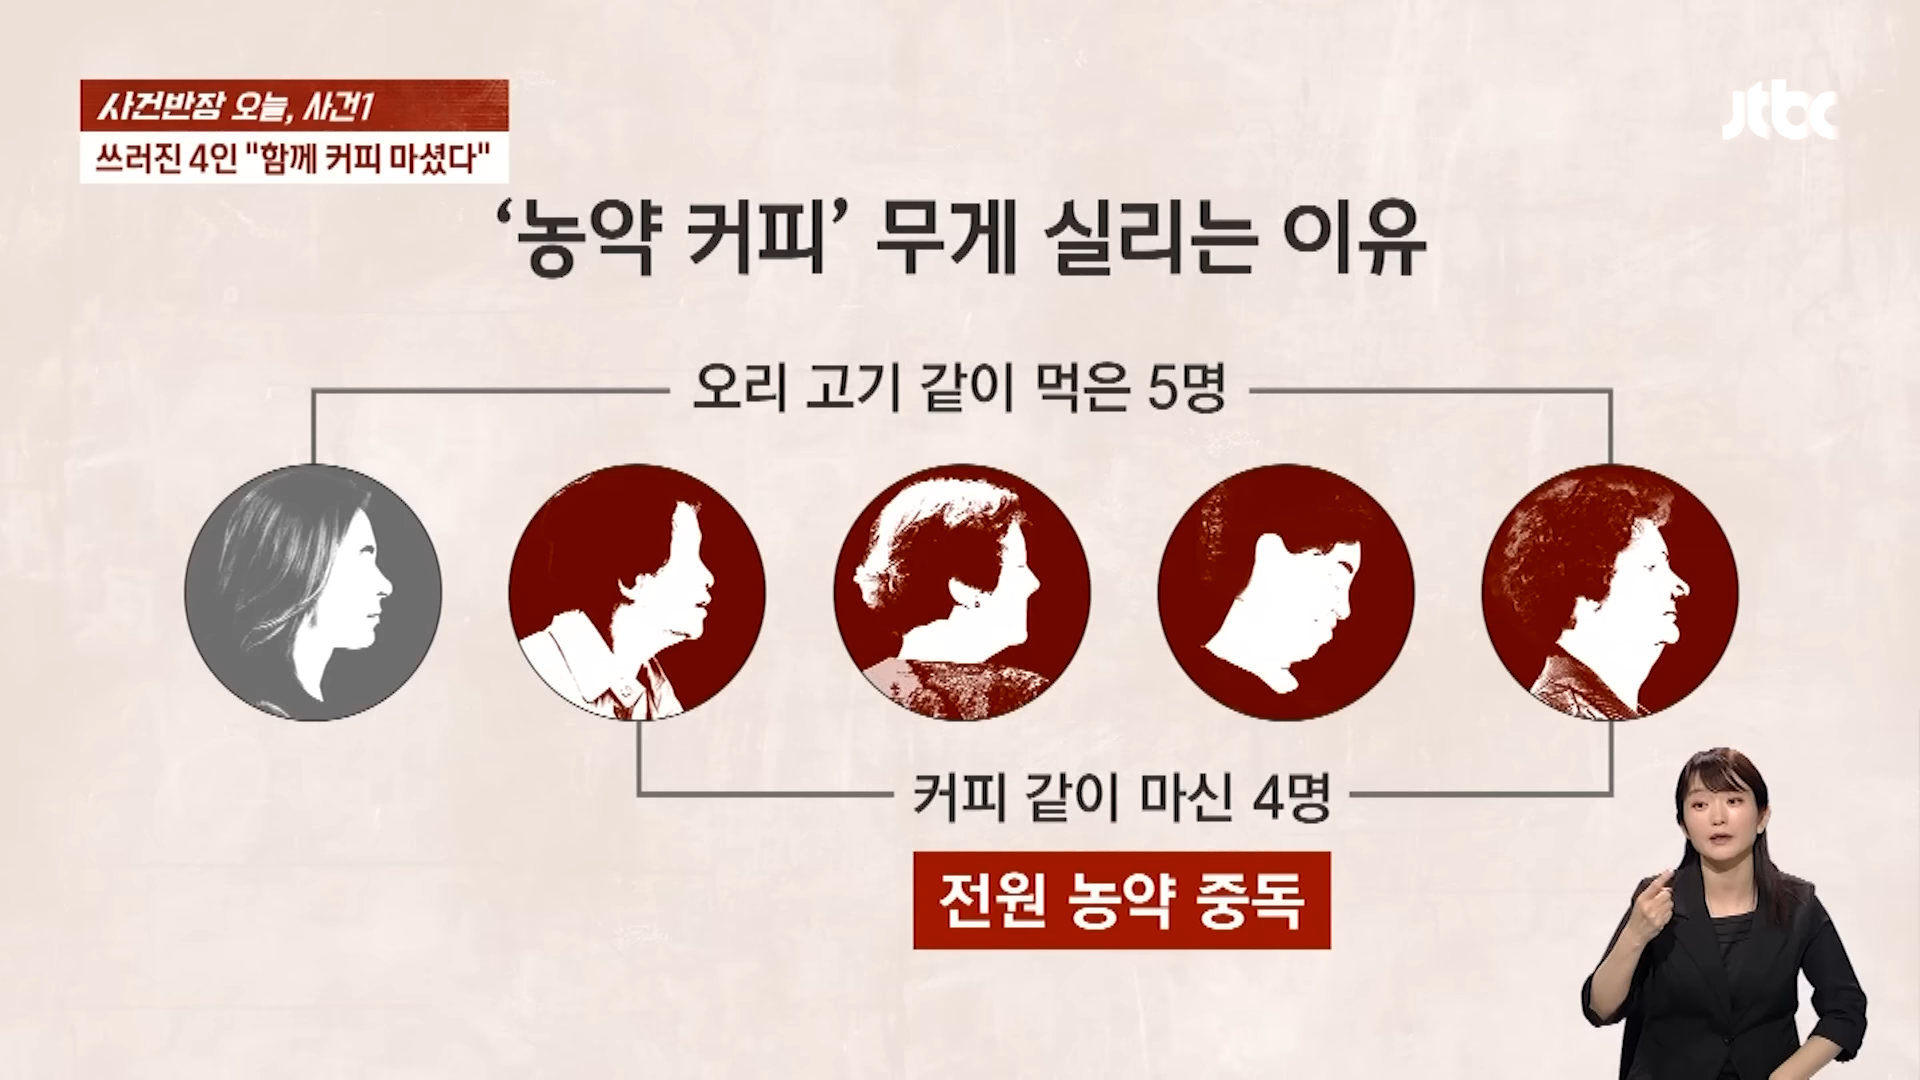 사건반장 오늘, 사건1
쓰러진 4인 "함께 커피 마셨다"
jtbc
‘농약 커피’ 무게 실리는 이유
오리 고기 같이 먹은 5명
커피 같이 마신 4명
전원 농약 중독